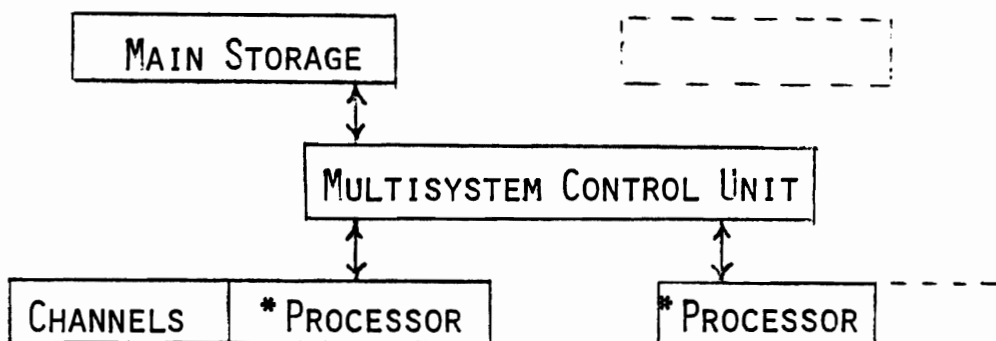 MAIN STORAGE
MULTISYSTEM CONTROL UNIT
CHANNELS
* PROCESSOR
* PROCESSOR